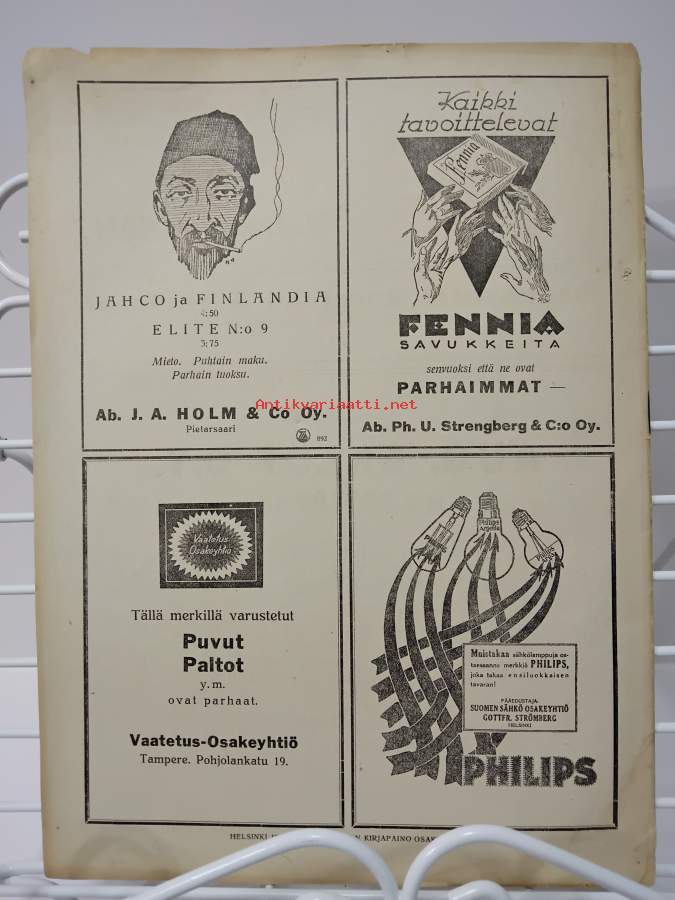 JAHCO ja FINLANDIA
4:50
ELITE N:o 9
3:75
Mieto. Puhtain maku.
Parhain tuoksu.
Ab. J. A. HOLM & Co Oy.
Pietarsaari
892
Kaikki
tavoittelevat
Fennia
FENNIA
SAVUKKEITA
senvuoksi että ne ovat
PARHAIMMAT —
Ab. Ph. U. Strengberg & C:o Oy.
Antikvariaatti.net
Vaatetus
Osakeyhtiö
Tällä merkillä varustetut
Puvut
Paltot
y. m.
ovat parhaat.
Vaatetus-Osakeyhtiö
Tampere. Pohjolankatu 19.
PHILIPS
Philips
Argenta
PHILIPS
Muistakaa sähkölamppuja os-
taessanne merkkiä PHILIPS,
joka takaa ensiluokkaisen
tavaran!
PÄÄEDUSTAJA
SUOMEN SÄHKÖ OSAKEYHTIÖ
GOTTFR. STRÖMBERG
HELSINKI
PHILIPS
HELSINKI KIRJAPAINO